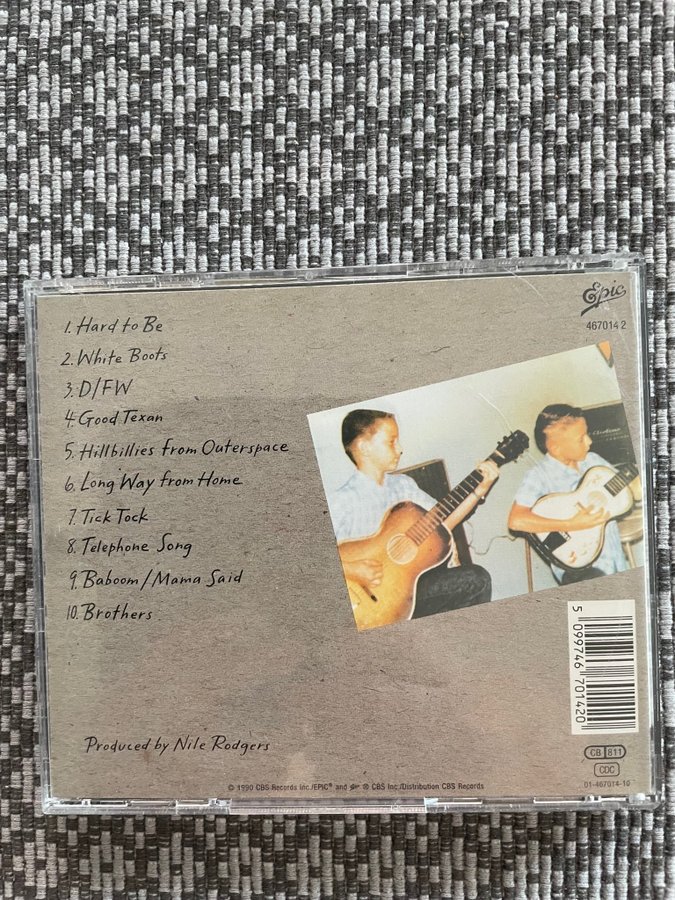 Epic
467014 2
1. Hard to Be
2. White Boots
3. D/FW
4. Good Texan
5. Hillbillies from Outerspace
6. Long Way from Home
7. Tick Tock
8. Telephone Song
9. Baboom/Mama Said
10. Brothers
5 099746 701420
Produced by Nile Rodgers
CB 811
CDC
© 1990 CBS Records Inc./EPIC® and ℗ CBS Inc./Distribution CBS Records
01-467014-10